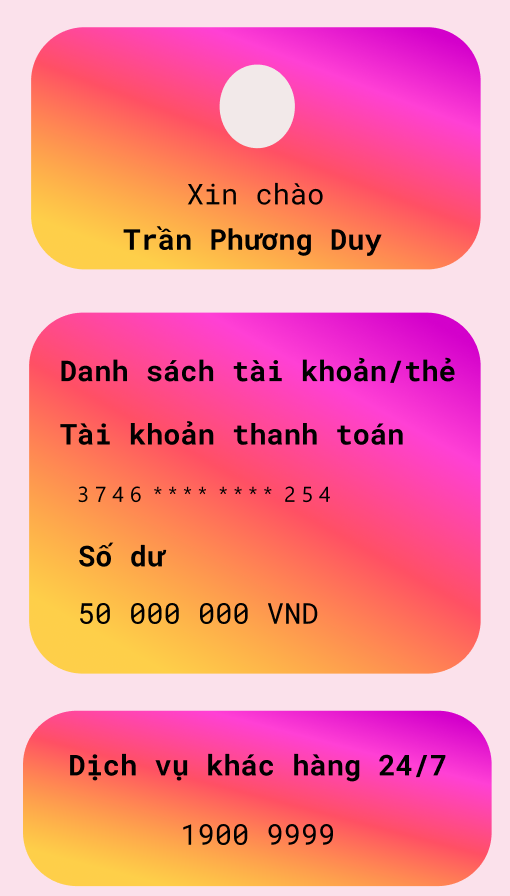 Xin chào
Trần Phương Duy
Danh sách tài khoản/thẻ
Tài khoản thanh toán
3746 **** **** 254
Số dư
50 000 000 VND
Dịch vụ khác hàng 24/7
1900 9999